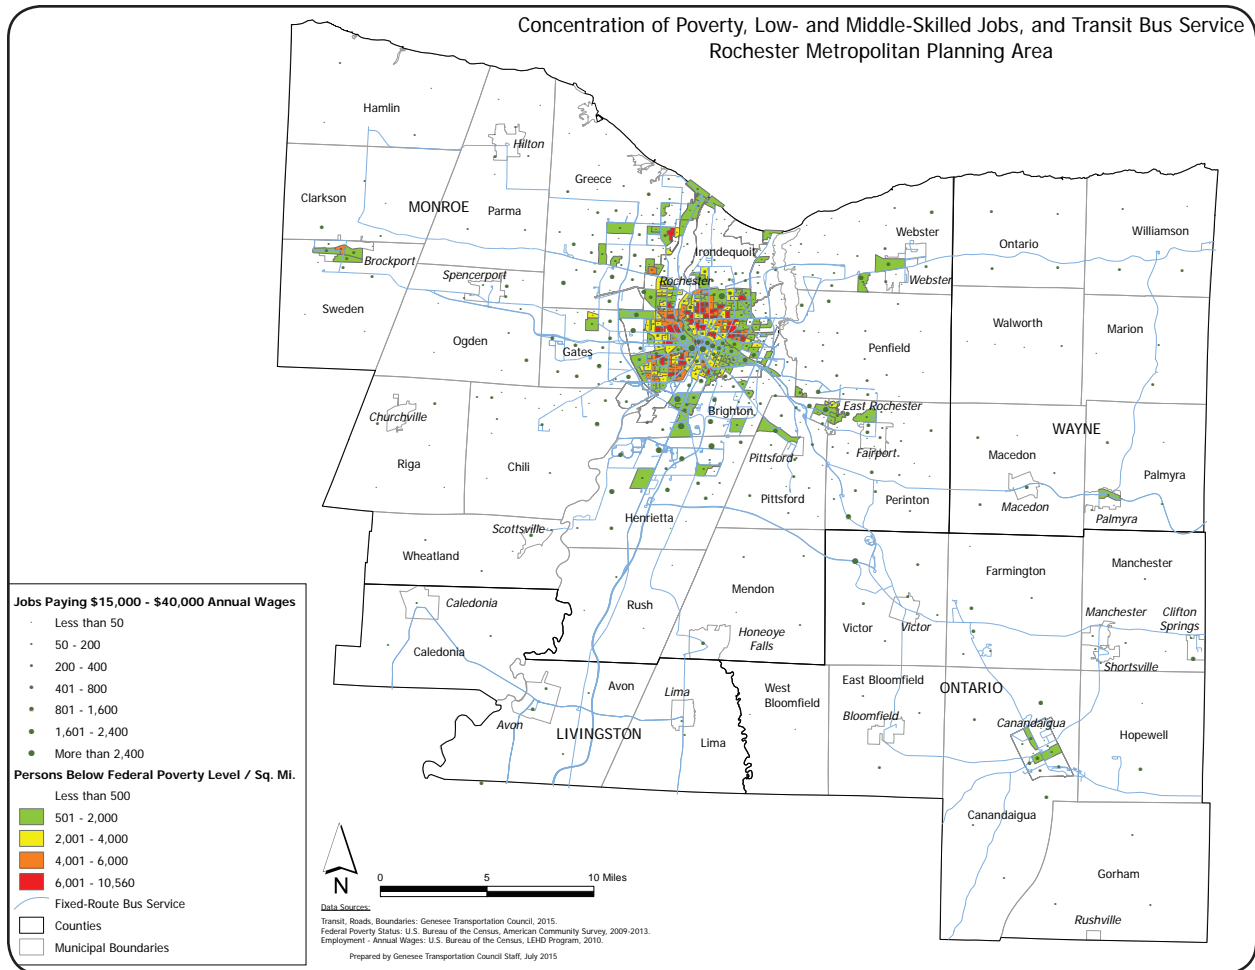 Concentration of Poverty, Low- and Middle-Skilled Jobs, and Transit Bus Service
Rochester Metropolitan Planning Area
Hamlin
Hilton
Greece
Clarkson
MONROE
Parma
Webster
Ontario
Williamson
Irondequoit
Brockport
Spencerport
Rochester
Webster
Sweden
Walworth
Marion
Ogden
Gates
Penfield
Churchville
Brighton
East Rochester
WAYNE
Riga
Chili
Pittsford
Fairport
Macedon
Palmyra
Pittsford
Perinton
Macedon
Palmyra
Scottsville
Henrietta
Wheatland
Farmington
Manchester
Mendon
Caledonia
Rush
Manchester
Clifton
Springs
Honeoye
Falls
Victor
Victor
Caledonia
Shortsville
Avon
Lima
West
Bloomfield
East Bloomfield
ONTARIO
Avon
LIVINGSTON
Lima
Bloomfield
Canandaigua
Hopewell
Canandaigua
Gorham
Rushville
Jobs Paying $15,000 - $40,000 Annual Wages
Less than 50
50 - 200
200 - 400
401 - 800
801 - 1,600
1,601 - 2,400
More than 2,400
Persons Below Federal Poverty Level / Sq. Mi.
Less than 500
501 - 2,000
2,001 - 4,000
4,001 - 6,000
6,001 - 10,560
Fixed-Route Bus Service
Counties
Municipal Boundaries
N
0 5 10 Miles
Data Sources:
Transit, Roads, Boundaries: Genesee Transportation Council, 2015.
Federal Poverty Status: U.S. Bureau of the Census, American Community Survey, 2009-2013.
Employment - Annual Wages: U.S. Bureau of the Census, LEHD Program, 2010.
Prepared by Genesee Transportation Council Staff, July 2015